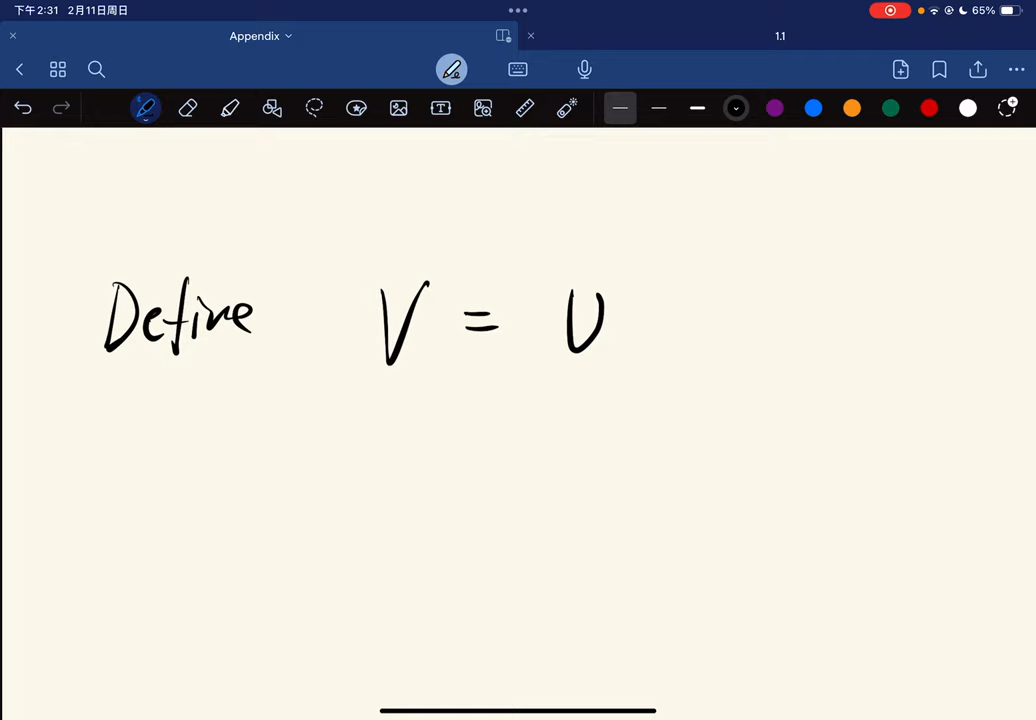 下午2:31 2月11日周日 65%
Appendix 1.1
Define V = U